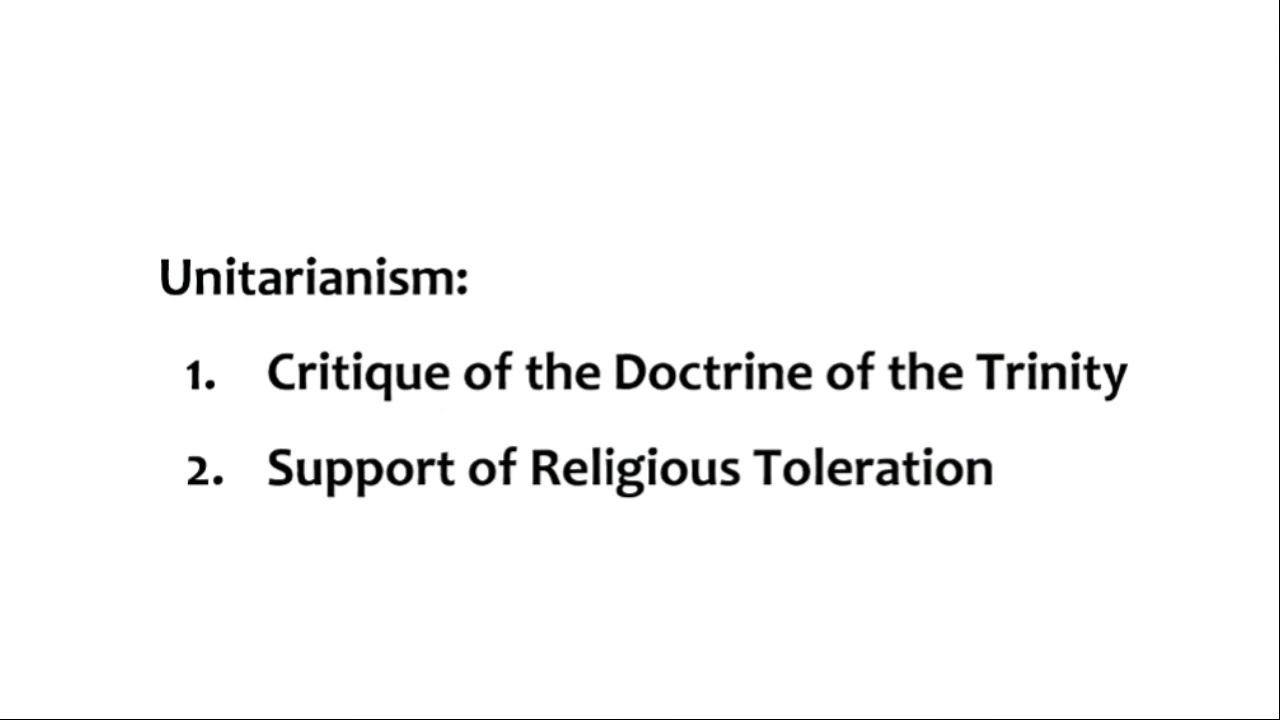 Unitarianism:
1. Critique of the Doctrine of the Trinity
2. Support of Religious Toleration